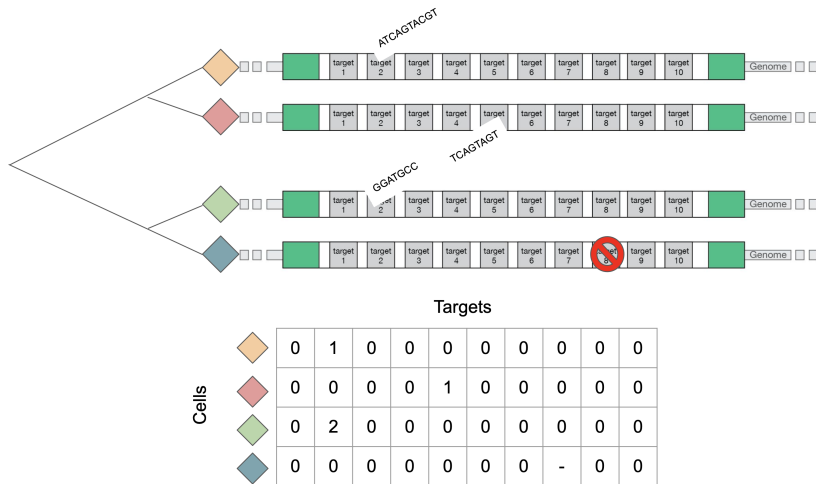 ATCAGTACGT
target 1 target 2 target 3 target 4 target 5 target 6 target 7 target 8 target 9 target 10 Genome
target 1 target 2 target 3 target 4 target 5 target 6 target 7 target 8 target 9 target 10 Genome
TCAGTAGT
GGATGCC
target 1 2 target 3 target 4 target 5 target 6 target 7 target 8 target 9 target 10 Genome
target 1 target 2 target 3 target 4 target 5 target 6 target 7 target 8 target 9 target 10 Genome
Targets
Cells
0 1 0 0 0 0 0 0 0 0
0 0 0 0 1 0 0 0 0 0
0 2 0 0 0 0 0 0 0 0
0 0 0 0 0 0 0 - 0 0